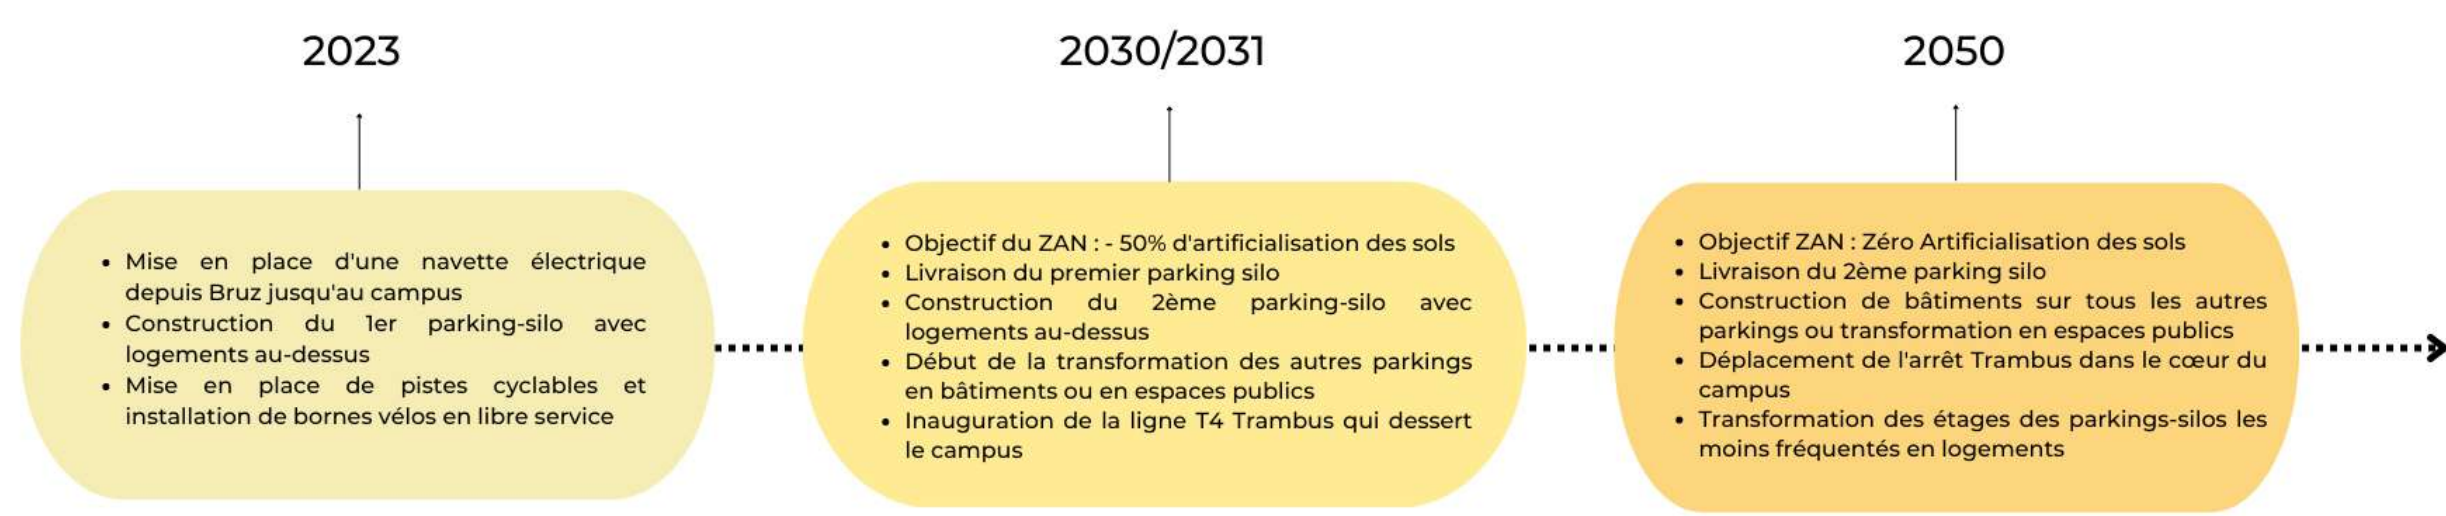 2023
• Mise en place d'une navette électrique
depuis Bruz jusqu'au campus
• Construction du 1er parking-silo avec
logements au-dessus
• Mise en place de pistes cyclables et
installation de bornes vélos en libre service
2030/2031
• Objectif du ZAN : - 50% d'artificialisation des sols
• Livraison du premier parking silo
• Construction du 2ème parking-silo avec
logements au-dessus
• Début de la transformation des autres parkings
en bâtiments ou en espaces publics
• Inauguration de la ligne T4 Trambus qui dessert
le campus
2050
• Objectif ZAN : Zéro Artificialisation des sols
• Livraison du 2ème parking silo
• Construction de bâtiments sur tous les autres
parkings ou transformation en espaces publics
• Déplacement de l'arrêt Trambus dans le cœur du
campus
• Transformation des étages des parkings-silos les
moins fréquentés en logements